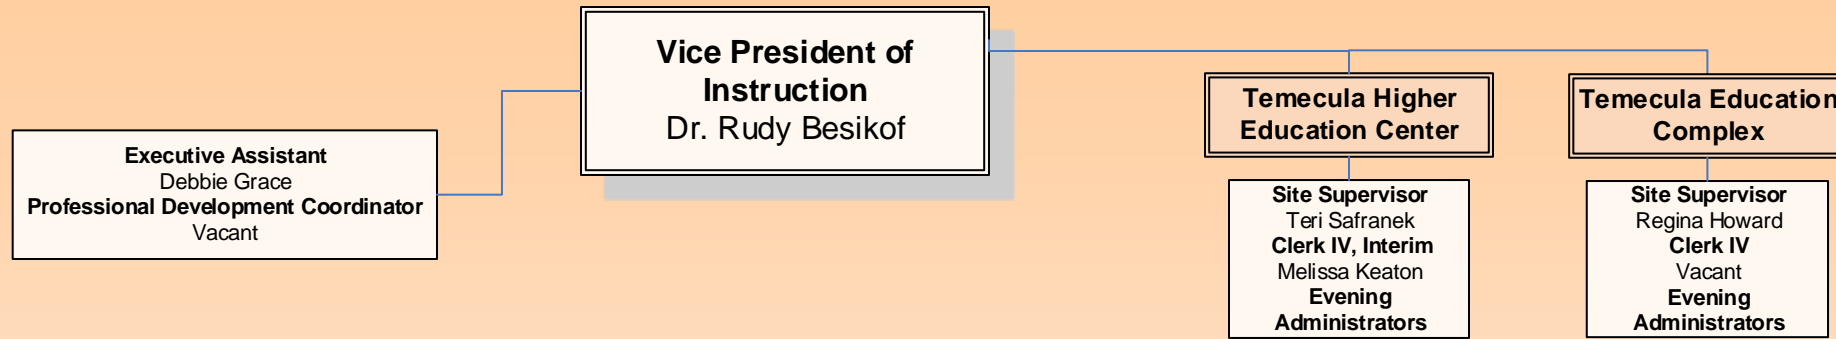 Vice President of
Instruction
Dr. Rudy Besikof
Executive Assistant
Debbie Grace
Professional Development Coordinator
Vacant
Temecula Higher
Education Center
Site Supervisor
Teri Safranek
Clerk IV, Interim
Melissa Keaton
Evening
Administrators
Temecula Education
Complex
Site Supervisor
Regina Howard
Clerk IV
Vacant
Evening
Administrators